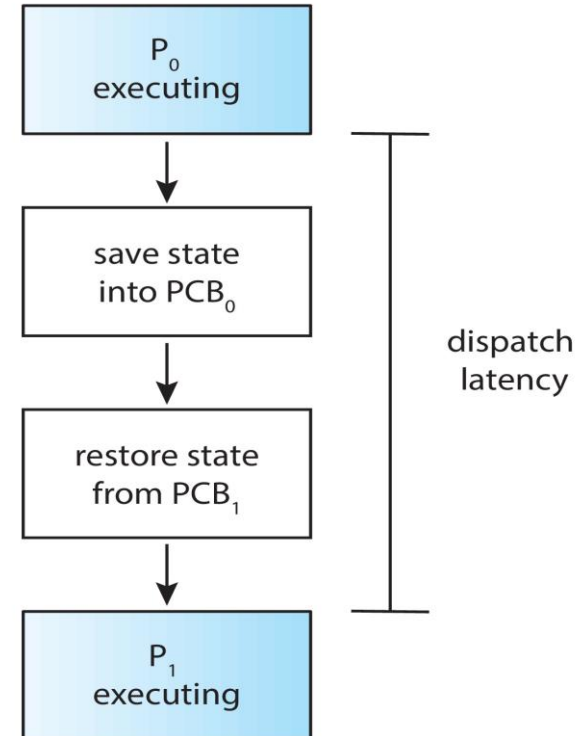 P₀
executing
save state
into PCB₀
restore state
from PCB₁
P₁
executing
dispatch
latency